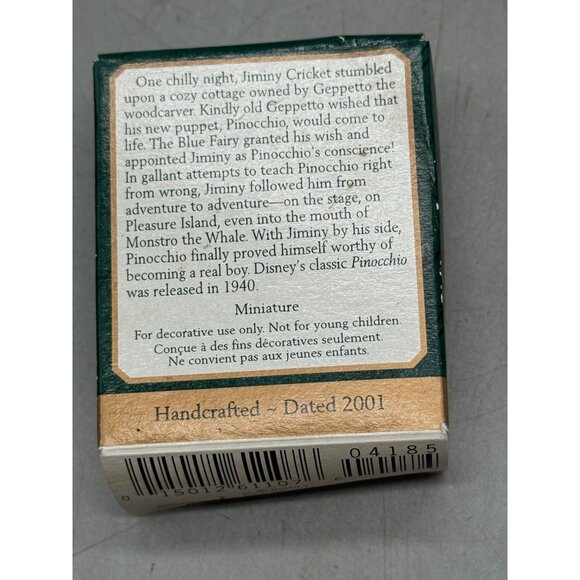 One chilly night, Jiminy Cricket stumbled
upon a cozy cottage owned by Geppetto the
woodcarver. Kindly old Geppetto wished that
his new puppet, Pinocchio, would come to
life. The Blue Fairy granted his wish and
appointed Jiminy as Pinocchio's conscience!
In gallant attempts to teach Pinocchio right
from wrong, Jiminy followed him from
adventure to adventure—on the stage, on
Pleasure Island, even into the mouth of
Monstro the Whale. With Jiminy by his side,
Pinocchio finally proved himself worthy of
becoming a real boy. Disney's classic Pinocchio
was released in 1940.
Miniature
For decorative use only. Not for young children.
Conçue à des fins décoratives seulement.
Ne convient pas aux jeunes enfants.
Handcrafted ~ Dated 2001
04185
0 15012 61107